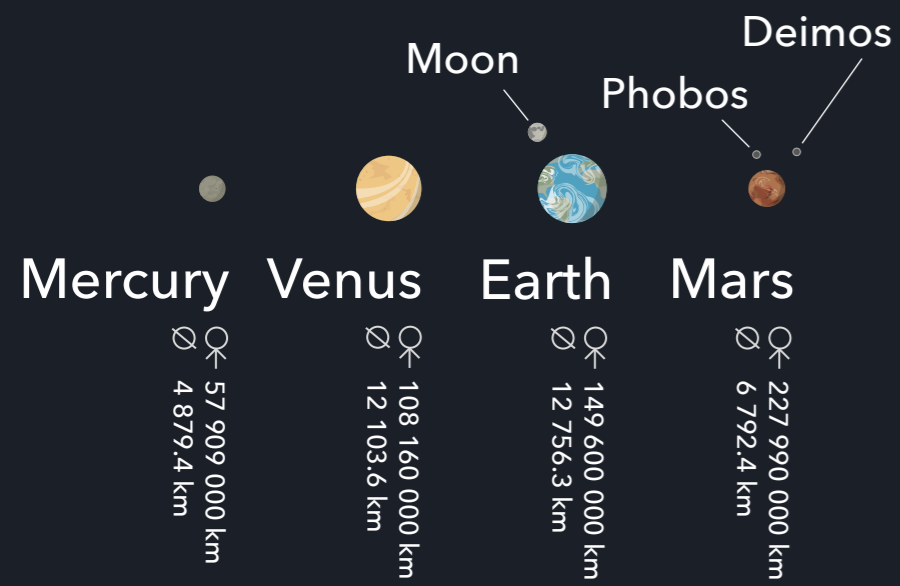 Deimos
Moon
Phobos
Mercury
Venus
Earth
Mars
57 909 000 km
⌀ 4 879.4 km
108 160 000 km
⌀ 12 103.6 km
149 600 000 km
⌀ 12 756.3 km
227 990 000 km
⌀ 6 792.4 km